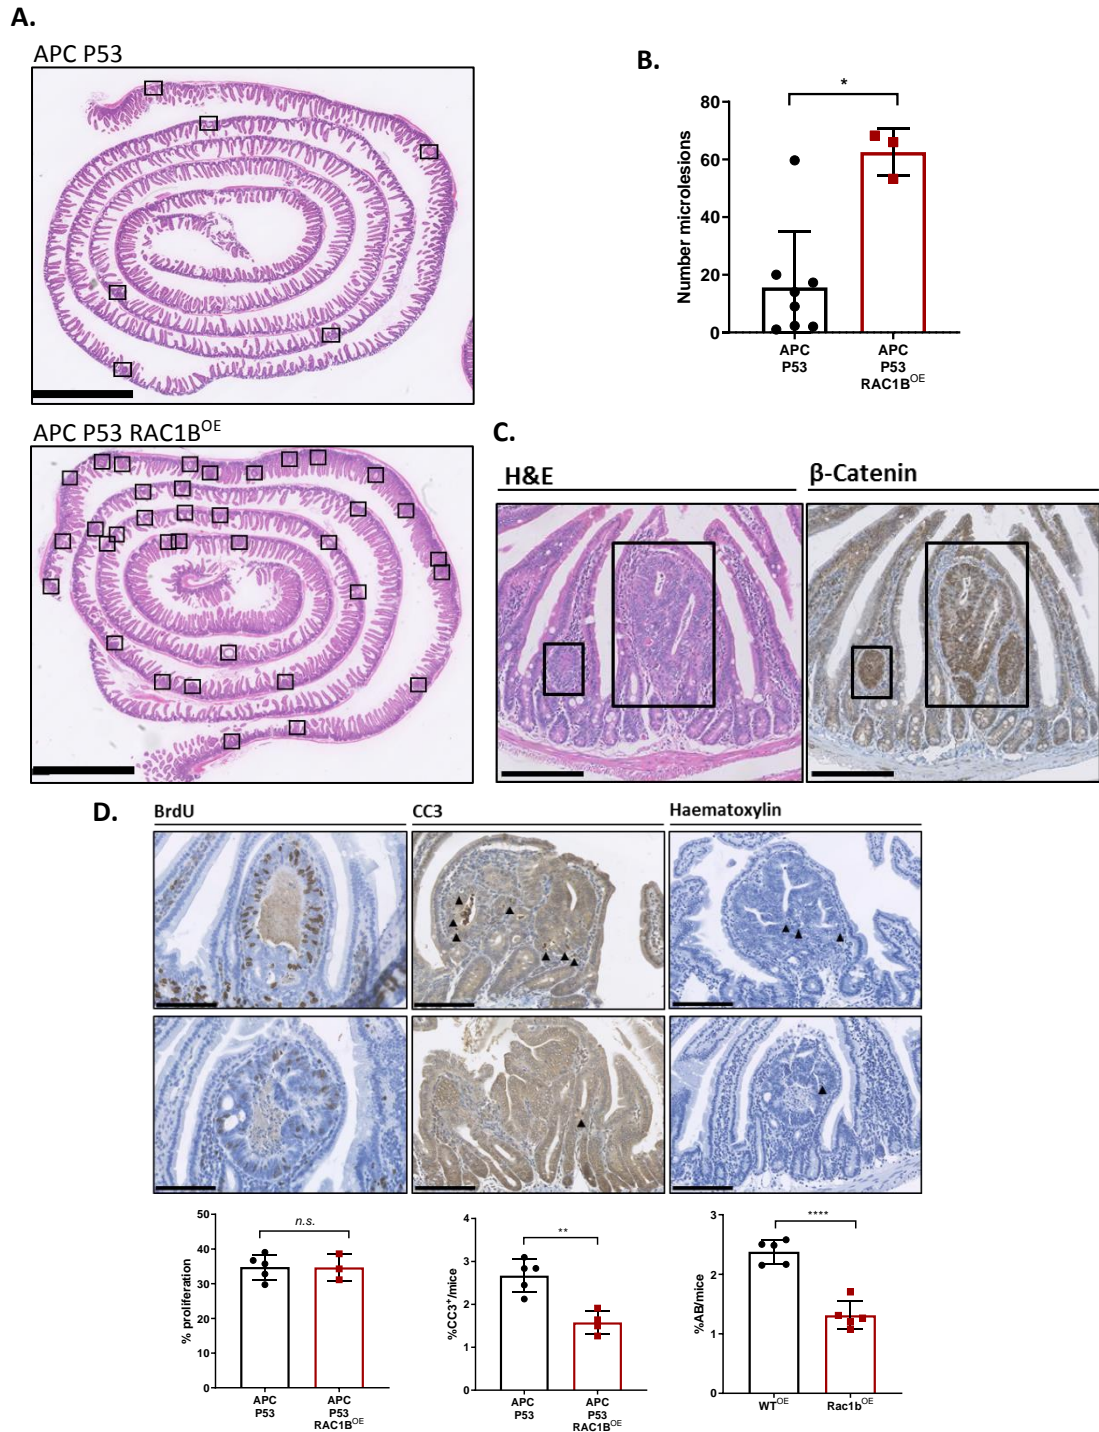 A.
APC P53
B.
*
80
60
40
20
0
Number microlesions
APC
P53
APC
P53
RAC1B^OE
APC P53 RAC1B^OE
C.
H&E
β-Catenin
D.
BrdU
CC3
Haematoxylin
n.s.
50
40
30
20
10
0
% proliferation
APC
P53
APC
P53
RAC1B^OE
**
4
3
2
1
0
%CC3⁺/mice
APC
P53
APC
P53
RAC1B^OE
****
3
2
1
0
%AB/mice
WT^OE
Rac1b^OE